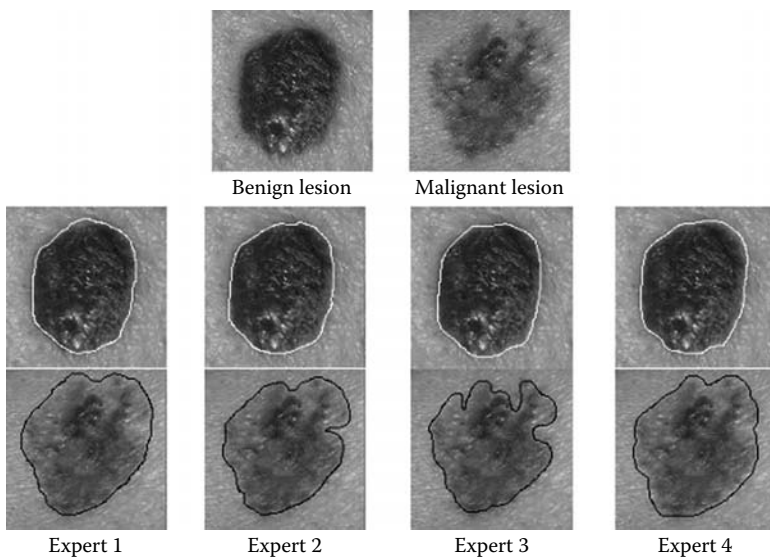 Benign lesion
Malignant lesion
Expert 1
Expert 2
Expert 3
Expert 4